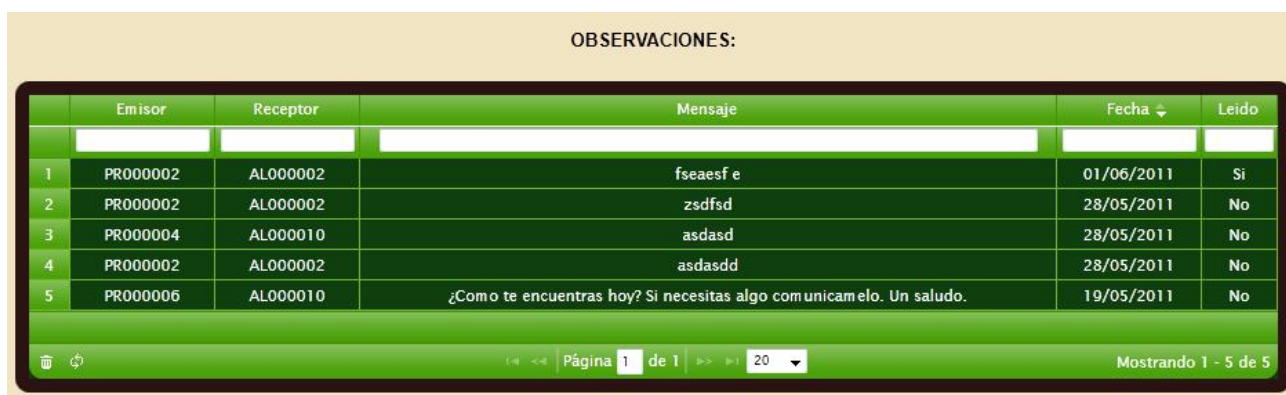 OBSERVACIONES:
Emisor Receptor Mensaje Fecha Leido
1 PR000002 AL000002 fseaesf e 01/06/2011 Si
2 PR000002 AL000002 zsdfsd 28/05/2011 No
3 PR000004 AL000010 asdasd 28/05/2011 No
4 PR000002 AL000002 asdasdd 28/05/2011 No
5 PR000006 AL000010 ¿Como te encuentras hoy? Si necesitas algo comunicamelo. Un saludo. 19/05/2011 No
Página 1 de 1 20 Mostrando 1 - 5 de 5